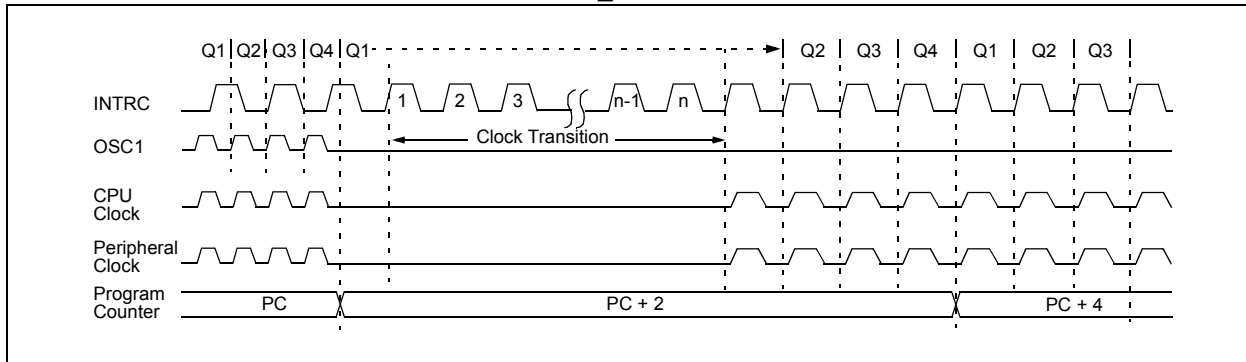 Q1 Q2 Q3 Q4 Q1 Q2 Q3 Q4 Q1 Q2 Q3
INTRC
1 2 3 n-1 n
OSC1
Clock Transition
CPU
Clock
Peripheral
Clock
Program
Counter
PC PC + 2 PC + 4